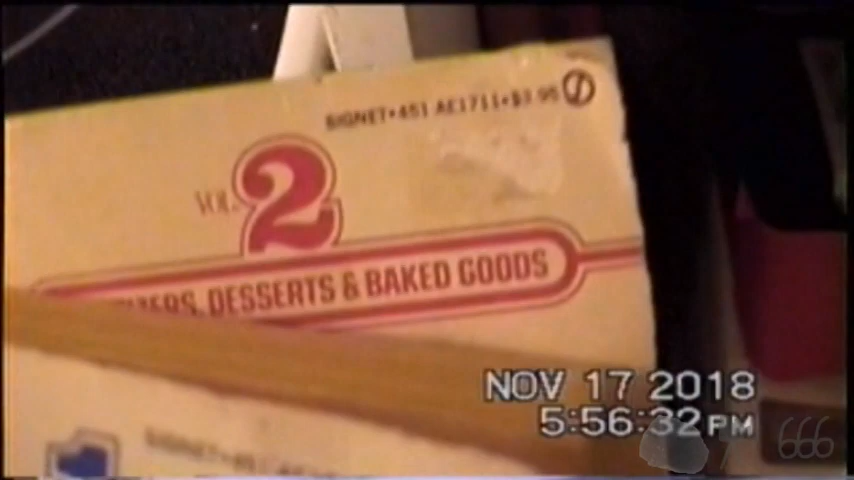 SIGNET•451 AE1711•$3.95
VOL. 2
DESSERTS & BAKED GOODS
NOV 17 2018
5:56:32 PM
666